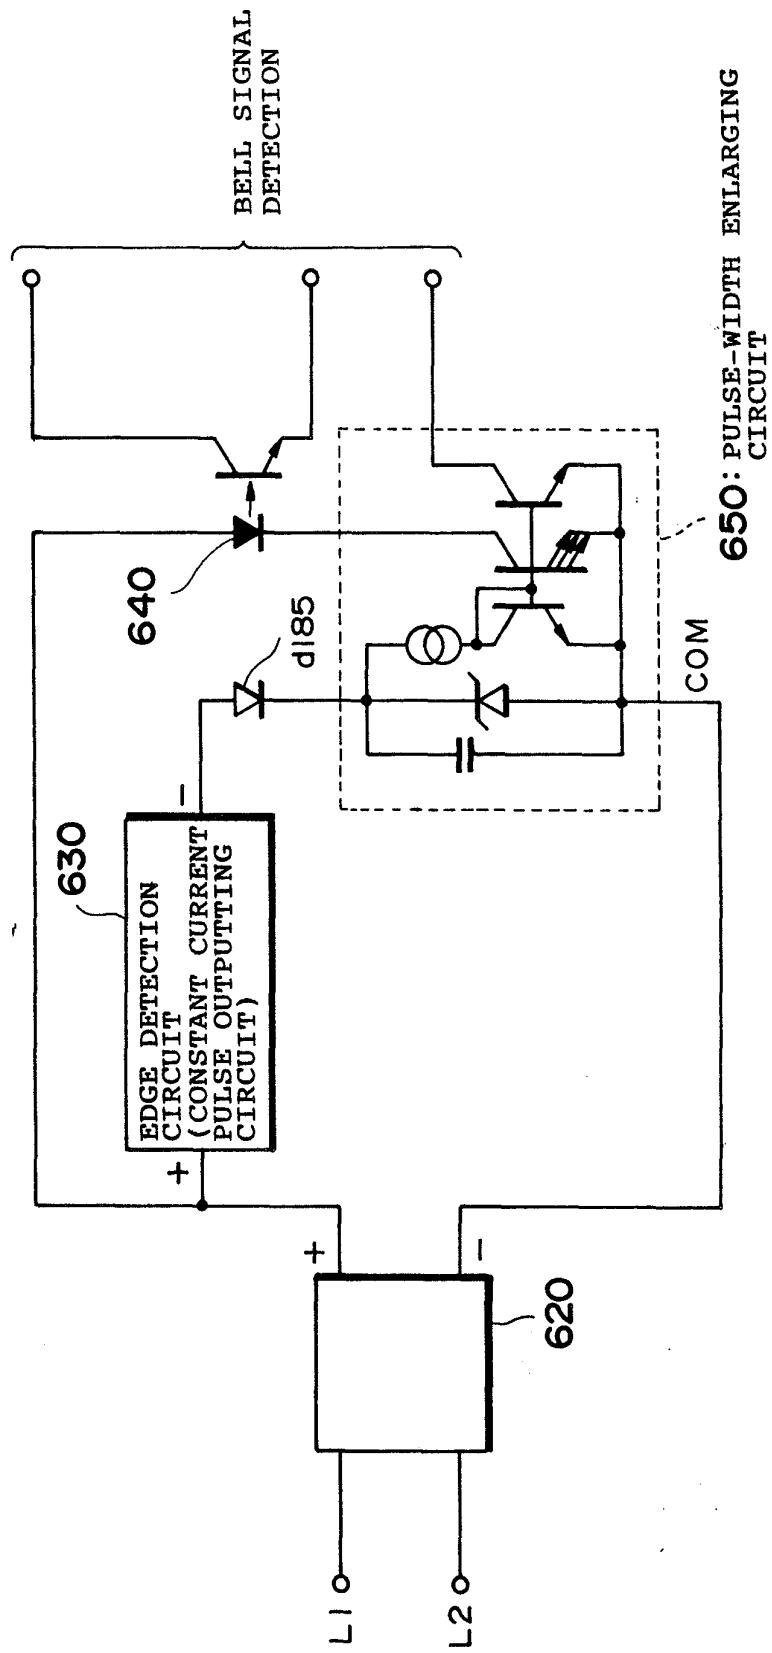 BELL SIGNAL
DETECTION
640
d185
630
EDGE DETECTION
CIRCUIT
(CONSTANT CURRENT
PULSE OUTPUTTING
CIRCUIT)
+
−
650: PULSE-WIDTH ENLARGING
CIRCUIT
COM
+
−
620
L1
L2